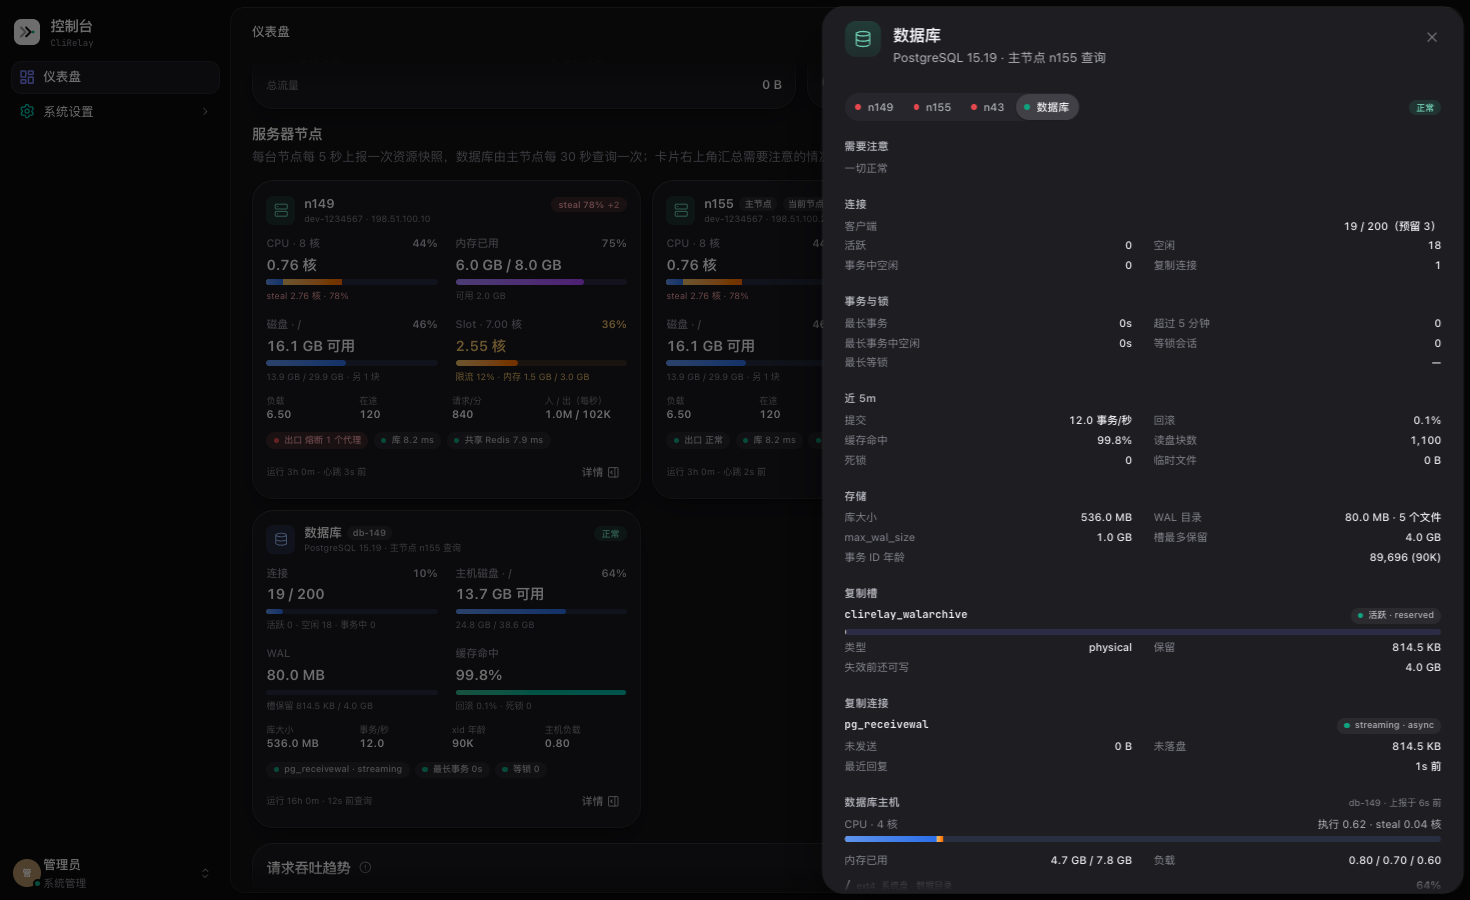 控制台
CliRelay
仪表盘
系统设置
管
管理员
系统管理
仪表盘
总流量 0 B
服务器节点
每台节点每 5 秒上报一次资源快照，数据库由主节点每 30 秒查询一次；卡片右上角汇总需要注意的情
n149 steal 78% +2
dev-1234567 · 198.51.100.10
CPU · 8 核 44% 内存已用 75%
0.76 核 6.0 GB / 8.0 GB
steal 2.76 核 · 78% 可用 2.0 GB
磁盘 · / 46% Slot · 7.00 核 36%
16.1 GB 可用 2.55 核
13.9 GB / 29.9 GB · 另 1 块 限流 12% · 内存 1.5 GB / 3.0 GB
负载 在途 请求/分 入 / 出（每秒）
6.50 120 840 1.0M / 102K
出口 熔断 1 个代理 库 8.2 ms 共享 Redis 7.9 ms
运行 3h 0m · 心跳 3s 前 详情
n155 主节点 当前节点
dev-1234567 · 198.51.100.
CPU · 8 核 44
0.76 核
steal 2.76 核 · 78%
磁盘 · / 46
16.1 GB 可用
13.9 GB / 29.9 GB · 另 1 块
负载 在途
6.50 120
出口 正常 库 8.2 ms
运行 3h 0m · 心跳 2s 前
数据库 db-149 正常
PostgreSQL 15.19 · 主节点 n155 查询
连接 10% 主机磁盘 · / 64%
19 / 200 13.7 GB 可用
活跃 0 · 空闲 18 · 事务中 0 24.8 GB / 38.6 GB
WAL 缓存命中
80.0 MB 99.8%
槽保留 814.5 KB / 4.0 GB 回滚 0.1% · 死锁 0
库大小 事务/秒 xid 年龄 主机负载
536.0 MB 12.0 90K 0.80
pg_receivewal · streaming 最长事务 0s 等锁 0
运行 16h 0m · 12s 前查询 详情
请求吞吐趋势
数据库
PostgreSQL 15.19 · 主节点 n155 查询
n149 n155 n43 数据库 正常
需要注意
一切正常
连接
客户端 19 / 200（预留 3）
活跃 0 空闲 18
事务中空闲 0 复制连接 1
事务与锁
最长事务 0s 超过 5 分钟 0
最长事务中空闲 0s 等锁会话 0
最长等锁 —
近 5m
提交 12.0 事务/秒 回滚 0.1%
缓存命中 99.8% 读盘块数 1,100
死锁 0 临时文件 0 B
存储
库大小 536.0 MB WAL 目录 80.0 MB · 5 个文件
max_wal_size 1.0 GB 槽最多保留 4.0 GB
事务 ID 年龄 89,696 (90K)
复制槽
clirelay_walarchive 活跃 · reserved
类型 physical 保留 814.5 KB
失效前还可写 4.0 GB
复制连接
pg_receivewal streaming · async
未发送 0 B 未落盘 814.5 KB
最近回复 1s 前
数据库主机 db-149 · 上报于 6s 前
CPU · 4 核 执行 0.62 · steal 0.04 核
内存已用 4.7 GB / 7.8 GB 负载 0.80 / 0.70 / 0.60
/ ext4 系统盘 · 数据目录 64%